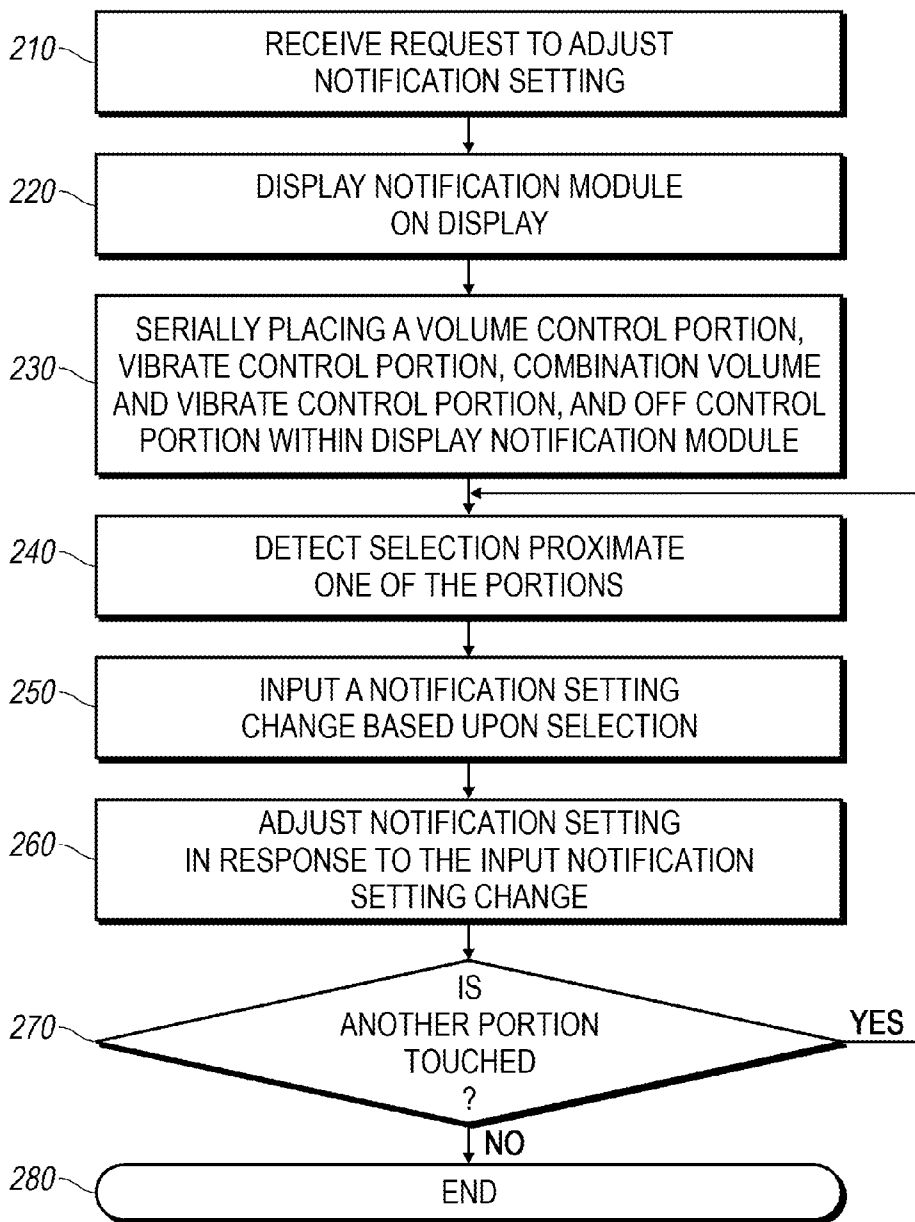 210
RECEIVE REQUEST TO ADJUST
NOTIFICATION SETTING
220
DISPLAY NOTIFICATION MODULE
ON DISPLAY
230
SERIALLY PLACING A VOLUME CONTROL PORTION,
VIBRATE CONTROL PORTION, COMBINATION VOLUME
AND VIBRATE CONTROL PORTION, AND OFF CONTROL
PORTION WITHIN DISPLAY NOTIFICATION MODULE
240
DETECT SELECTION PROXIMATE
ONE OF THE PORTIONS
250
INPUT A NOTIFICATION SETTING
CHANGE BASED UPON SELECTION
260
ADJUST NOTIFICATION SETTING
IN RESPONSE TO THE INPUT NOTIFICATION
SETTING CHANGE
270
IS
ANOTHER PORTION
TOUCHED
?
YES
NO
280
END